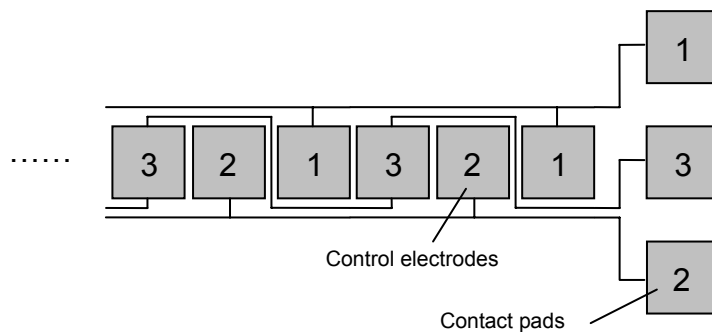 1
...... 3 2 1 3 2 1 3
Control electrodes
2
Contact pads